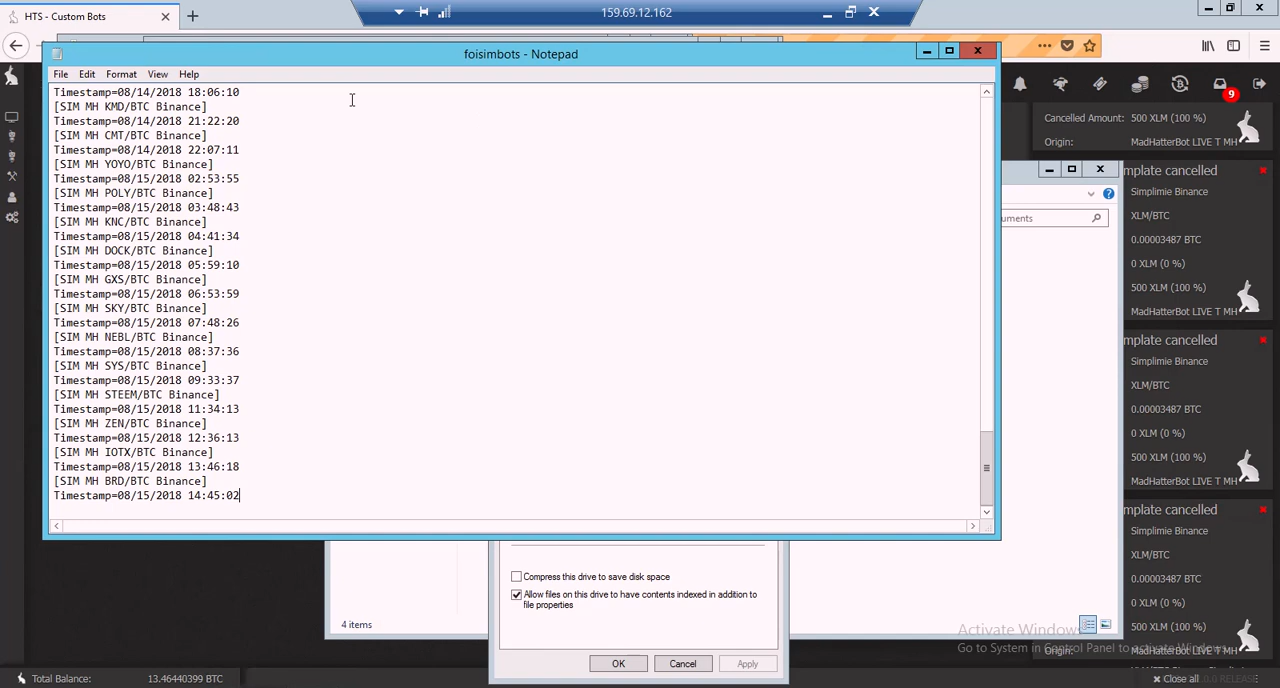 HTS - Custom Bots
159.69.12.162
foisimbots - Notepad
File Edit Format View Help
Timestamp=08/14/2018 18:06:10
[SIM MH KMD/BTC Binance]
Timestamp=08/14/2018 21:22:20
[SIM MH CMT/BTC Binance]
Timestamp=08/14/2018 22:07:11
[SIM MH YOYO/BTC Binance]
Timestamp=08/15/2018 02:53:55
[SIM MH POLY/BTC Binance]
Timestamp=08/15/2018 03:48:43
[SIM MH KNC/BTC Binance]
Timestamp=08/15/2018 04:41:34
[SIM MH DOCK/BTC Binance]
Timestamp=08/15/2018 05:59:10
[SIM MH GXS/BTC Binance]
Timestamp=08/15/2018 06:53:59
[SIM MH SKY/BTC Binance]
Timestamp=08/15/2018 07:48:26
[SIM MH NEBL/BTC Binance]
Timestamp=08/15/2018 08:37:36
[SIM MH SYS/BTC Binance]
Timestamp=08/15/2018 09:33:37
[SIM MH STEEM/BTC Binance]
Timestamp=08/15/2018 11:34:13
[SIM MH ZEN/BTC Binance]
Timestamp=08/15/2018 12:36:13
[SIM MH IOTX/BTC Binance]
Timestamp=08/15/2018 13:46:18
[SIM MH BRD/BTC Binance]
Timestamp=08/15/2018 14:45:02
9
Cancelled Amount: 500 XLM (100 %)
Origin: MadHatterBot LIVE T MH
uments
mplate cancelled
Simplimie Binance
XLM/BTC
0.00003487 BTC
0 XLM (0 %)
500 XLM (100 %)
MadHatterBot LIVE T MH
mplate cancelled
Simplimie Binance
XLM/BTC
0.00003487 BTC
0 XLM (0 %)
500 XLM (100 %)
MadHatterBot LIVE T MH
mplate cancelled
Simplimie Binance
XLM/BTC
0.00003487 BTC
0 XLM (0 %)
500 XLM (100 %)
Origin: MadHatterBot LIVE T MH
Compress this drive to save disk space
Allow files on this drive to have contents indexed in addition to
file properties
OK Cancel Apply
4 items
Activate Windows
Go to System in Control Panel to activate Windows.
Total Balance: 13.46440399 BTC
Close all
0.0 RELEASE